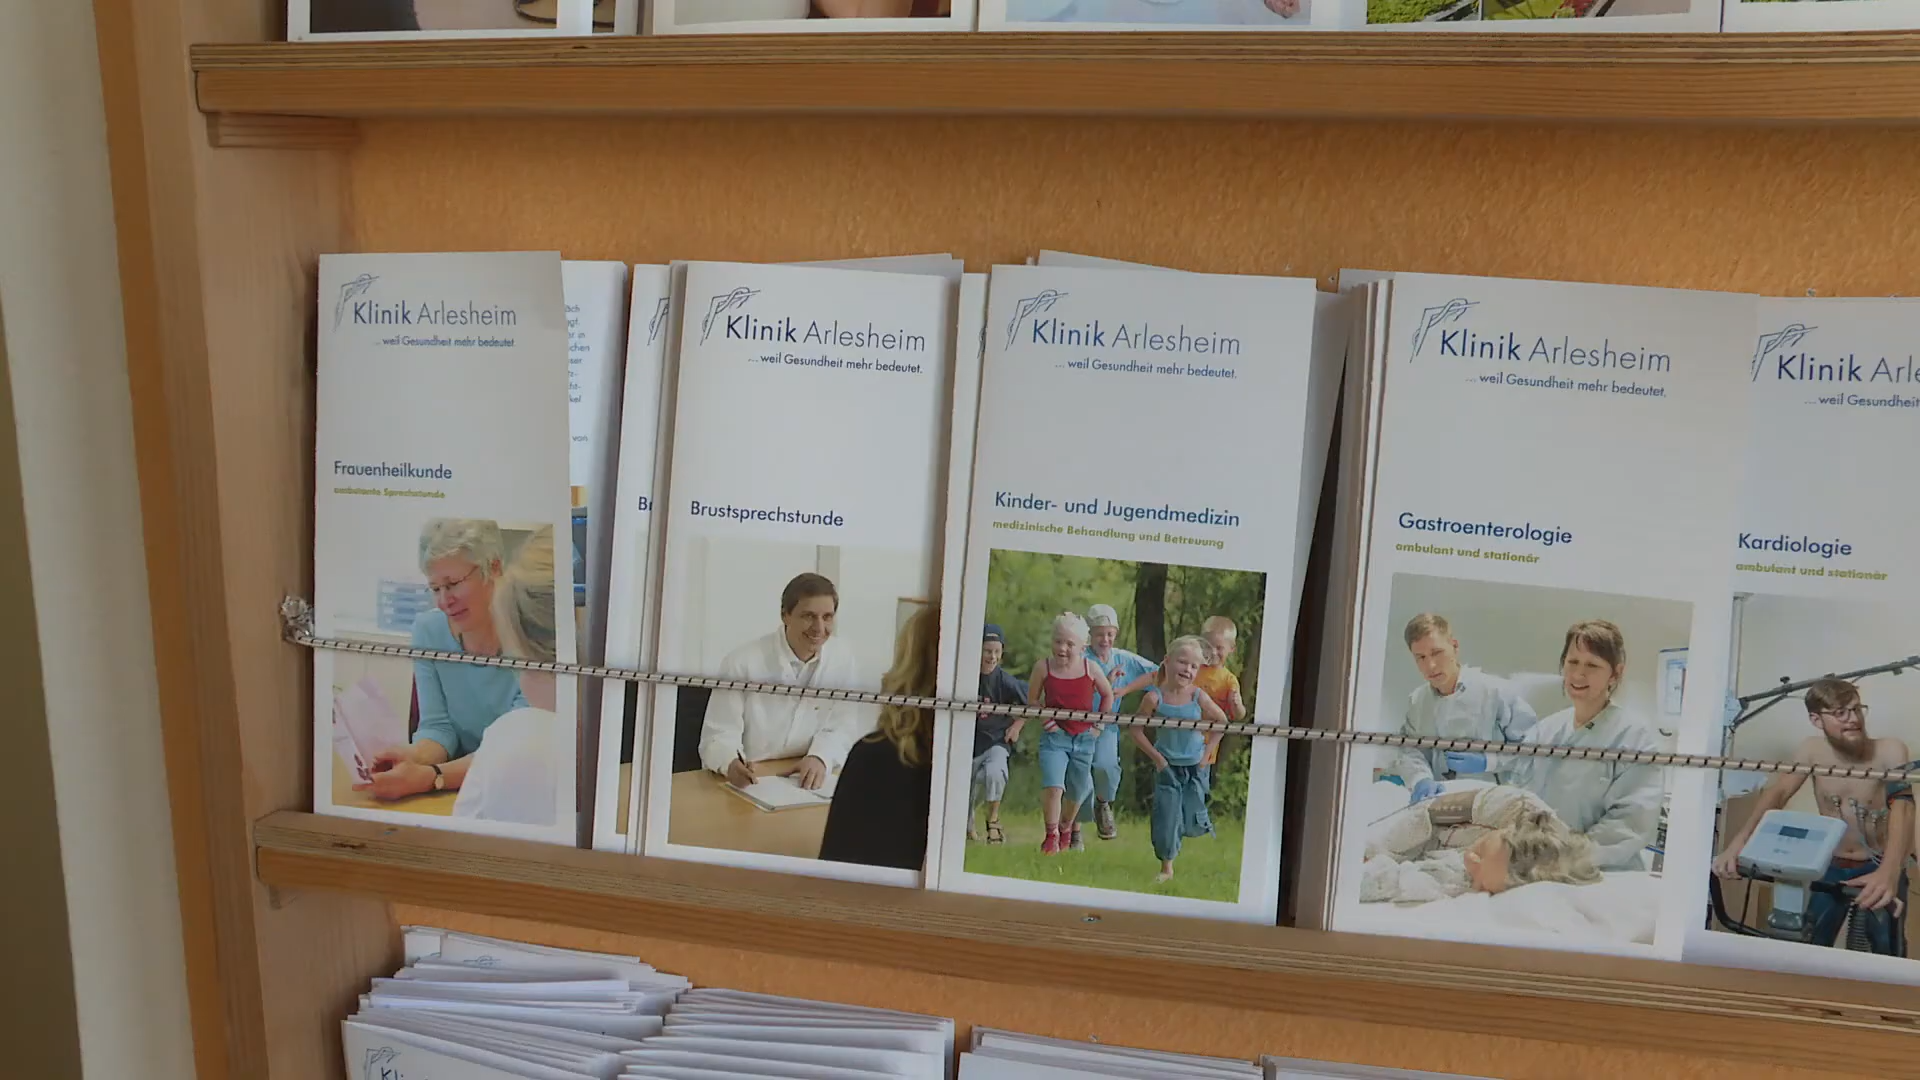 Klinik Arlesheim
... weil Gesundheit mehr bedeutet.
Frauenheilkunde
ambulante Sprechstunde
Klinik Arlesheim
... weil Gesundheit mehr bedeutet.
Brustsprechstunde
Klinik Arlesheim
... weil Gesundheit mehr bedeutet.
Kinder- und Jugendmedizin
medizinische Behandlung und Betreuung
Klinik Arlesheim
... weil Gesundheit mehr bedeutet.
Gastroenterologie
ambulant und stationär
Klinik Arle
... weil Gesundheit
Kardiologie
ambulant und stationär